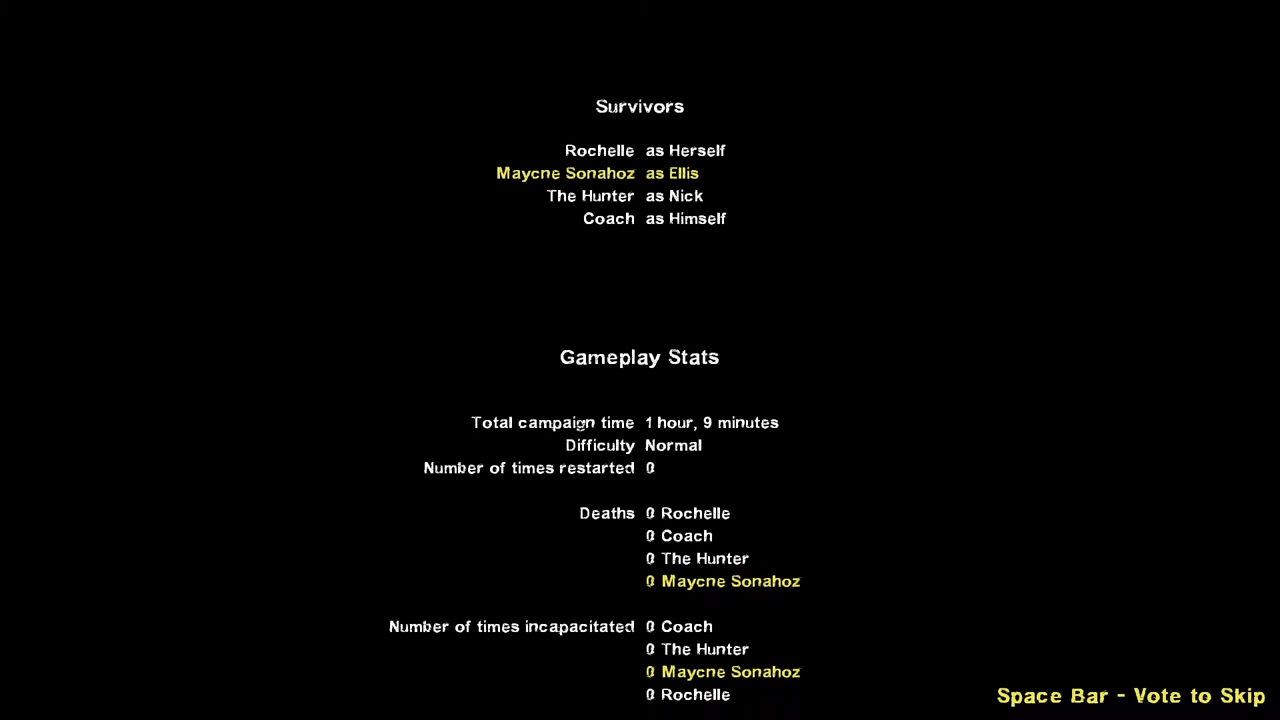 Survivors
Rochelle as Herself
Maycne Sonahoz as Ellis
The Hunter as Nick
Coach as Himself
Gameplay Stats
Total campaign time 1 hour, 9 minutes
Difficulty Normal
Number of times restarted 0
Deaths 0 Rochelle
0 Coach
0 The Hunter
0 Maycne Sonahoz
Number of times incapacitated 0 Coach
0 The Hunter
0 Maycne Sonahoz
0 Rochelle
Space Bar - Vote to Skip